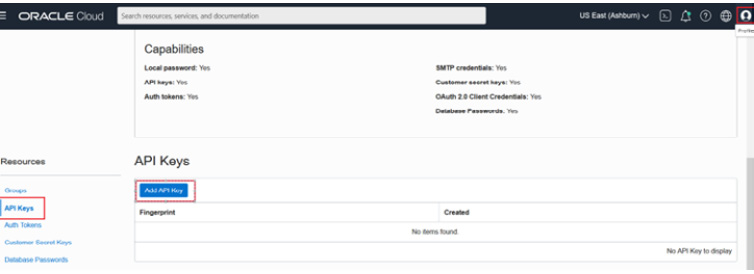 ORACLE Cloud
Search resources, services, and documentation
US East (Ashburn)
Profile
Capabilities
Local password: Yes
SMTP credentials: Yes
API keys: Yes
Customer secret keys: Yes
Auth tokens: Yes
OAuth 2.0 Client Credentials: Yes
Database Passwords: Yes
Resources
API Keys
Groups
Add API Key
API Keys
Fingerprint
Created
Auth Tokens
No items found.
Customer Secret Keys
No API Key to display
Database Passwords